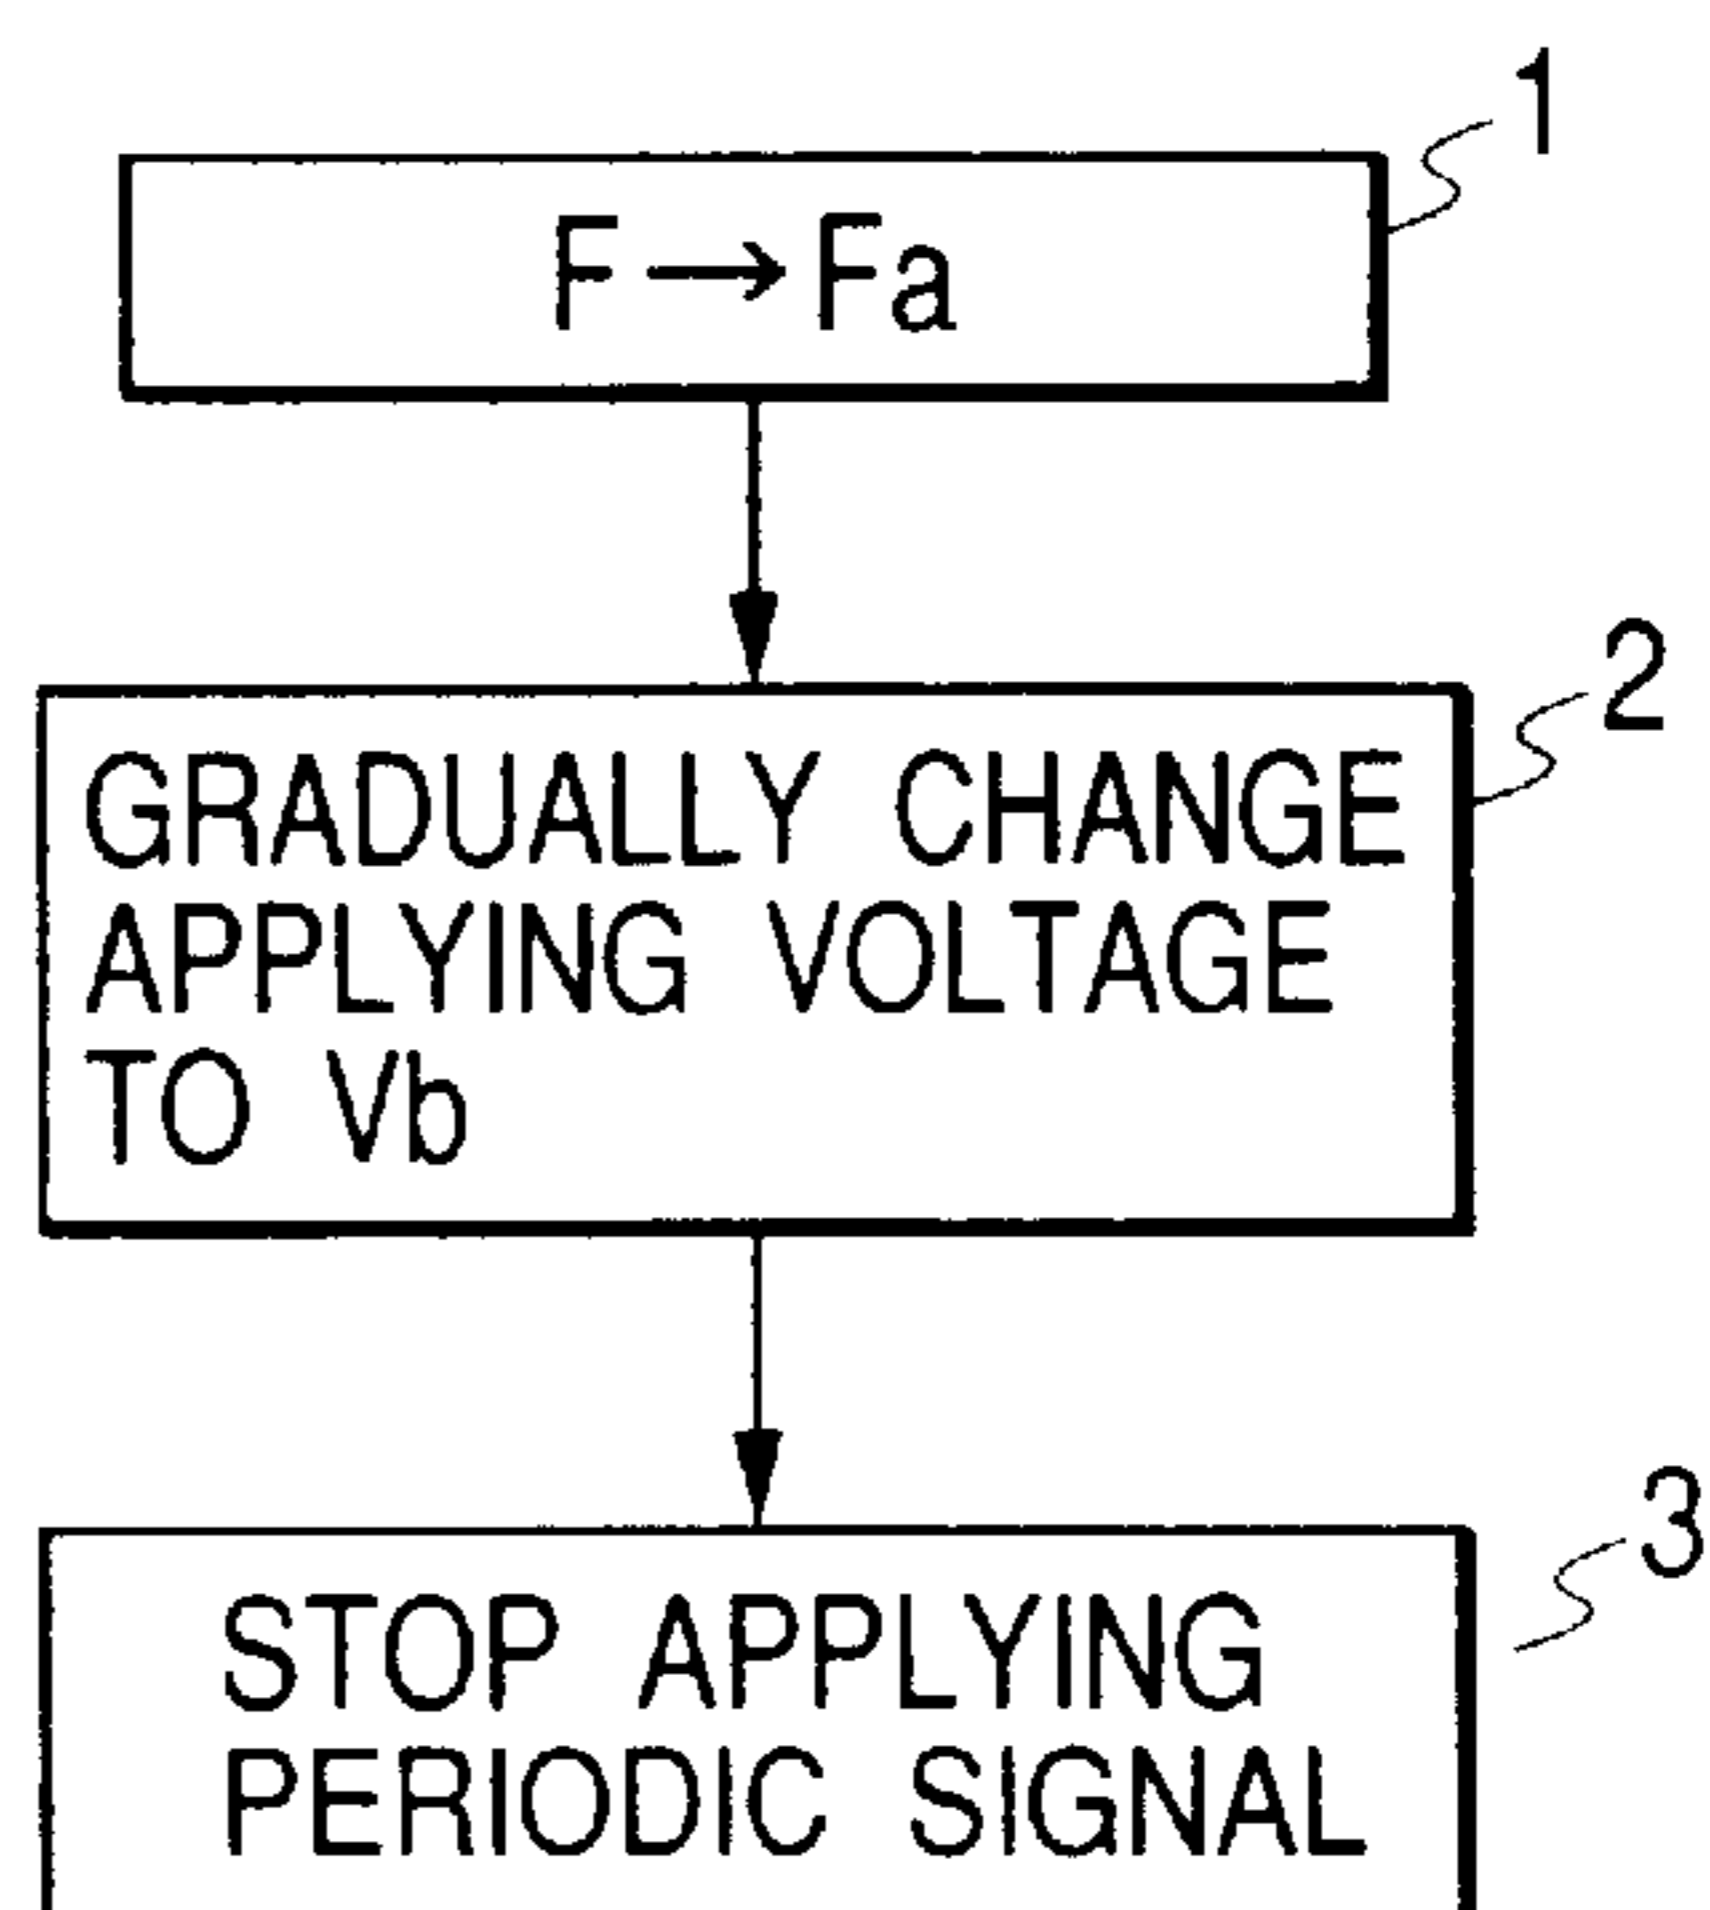 1
F→Fa
2
GRADUALLY CHANGE
APPLYING VOLTAGE
TO Vb
3
STOP APPLYING
PERIODIC SIGNAL